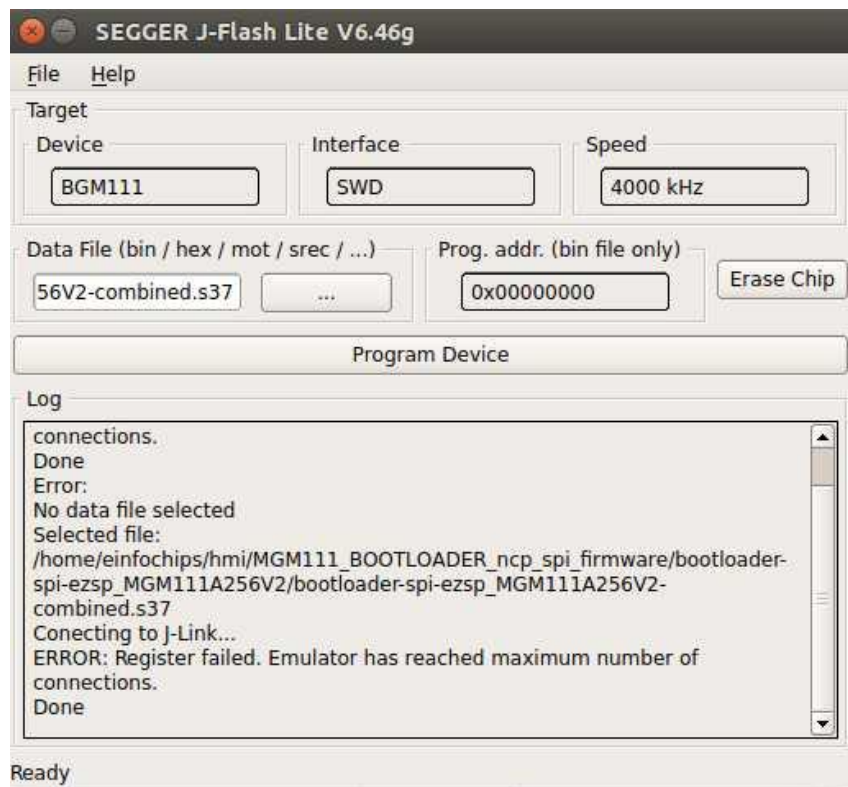 SEGGER J-Flash Lite V6.46g
File Help
Target
Device Interface Speed
BGM111 SWD 4000 kHz
Data File (bin / hex / mot / srec / ...) Prog. addr. (bin file only)
56V2-combined.s37 ... 0x00000000 Erase Chip
Program Device
Log
connections.
Done
Error:
No data file selected
Selected file:
/home/einfochips/hmi/MGM111_BOOTLOADER_ncp_spi_firmware/bootloader-
spi-ezsp_MGM111A256V2/bootloader-spi-ezsp_MGM111A256V2-
combined.s37
Conecting to J-Link...
ERROR: Register failed. Emulator has reached maximum number of
connections.
Done
Ready